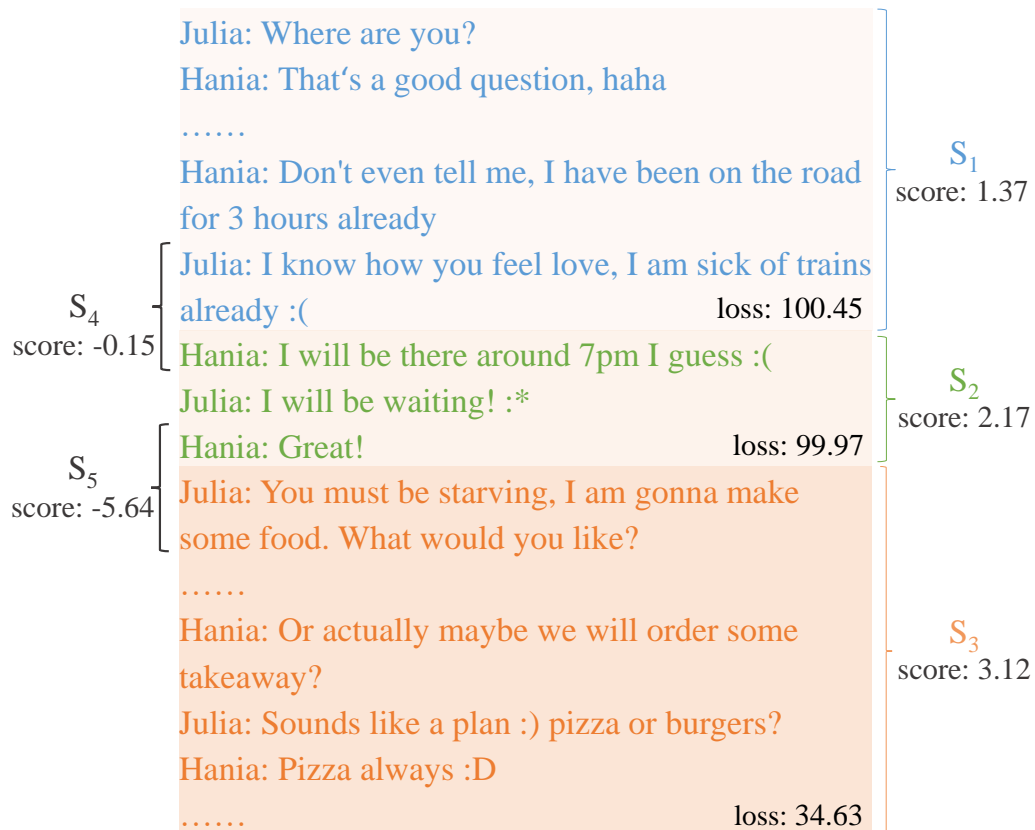 Julia: Where are you?
Hania: That‘s a good question, haha
……
Hania: Don't even tell me, I have been on the road
for 3 hours already
Julia: I know how you feel love, I am sick of trains
already :(
loss: 100.45
S1
score: 1.37
S4
score: -0.15
Hania: I will be there around 7pm I guess :(
Julia: I will be waiting! :*
Hania: Great!
loss: 99.97
S2
score: 2.17
S5
score: -5.64
Julia: You must be starving, I am gonna make
some food. What would you like?
……
Hania: Or actually maybe we will order some
takeaway?
Julia: Sounds like a plan :) pizza or burgers?
Hania: Pizza always :D
……
loss: 34.63
S3
score: 3.12